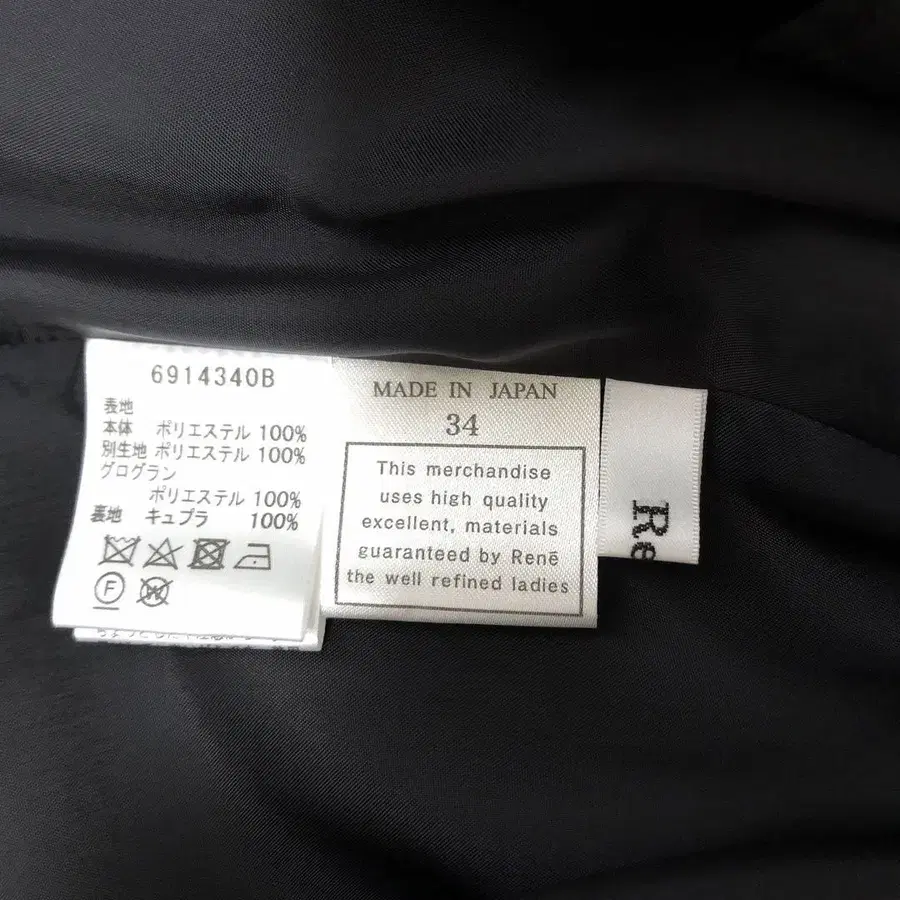 6914340B
表地
本体 ポリエステル 100%
別生地 ポリエステル 100%
グログラン
ポリエステル 100%
裏地 キュプラ 100%
F
W
MADE IN JAPAN
34
This merchandise
uses high quality
excellent, materials
guaranteed by Renē
the well refined ladies
Re